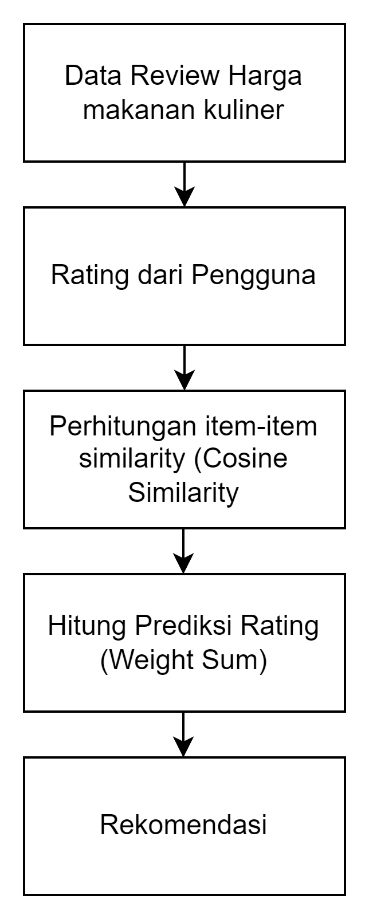 Data Review Harga
makanan kuliner
Rating dari Pengguna
Perhitungan item-item
similarity (Cosine
Similarity
Hitung Prediksi Rating
(Weight Sum)
Rekomendasi